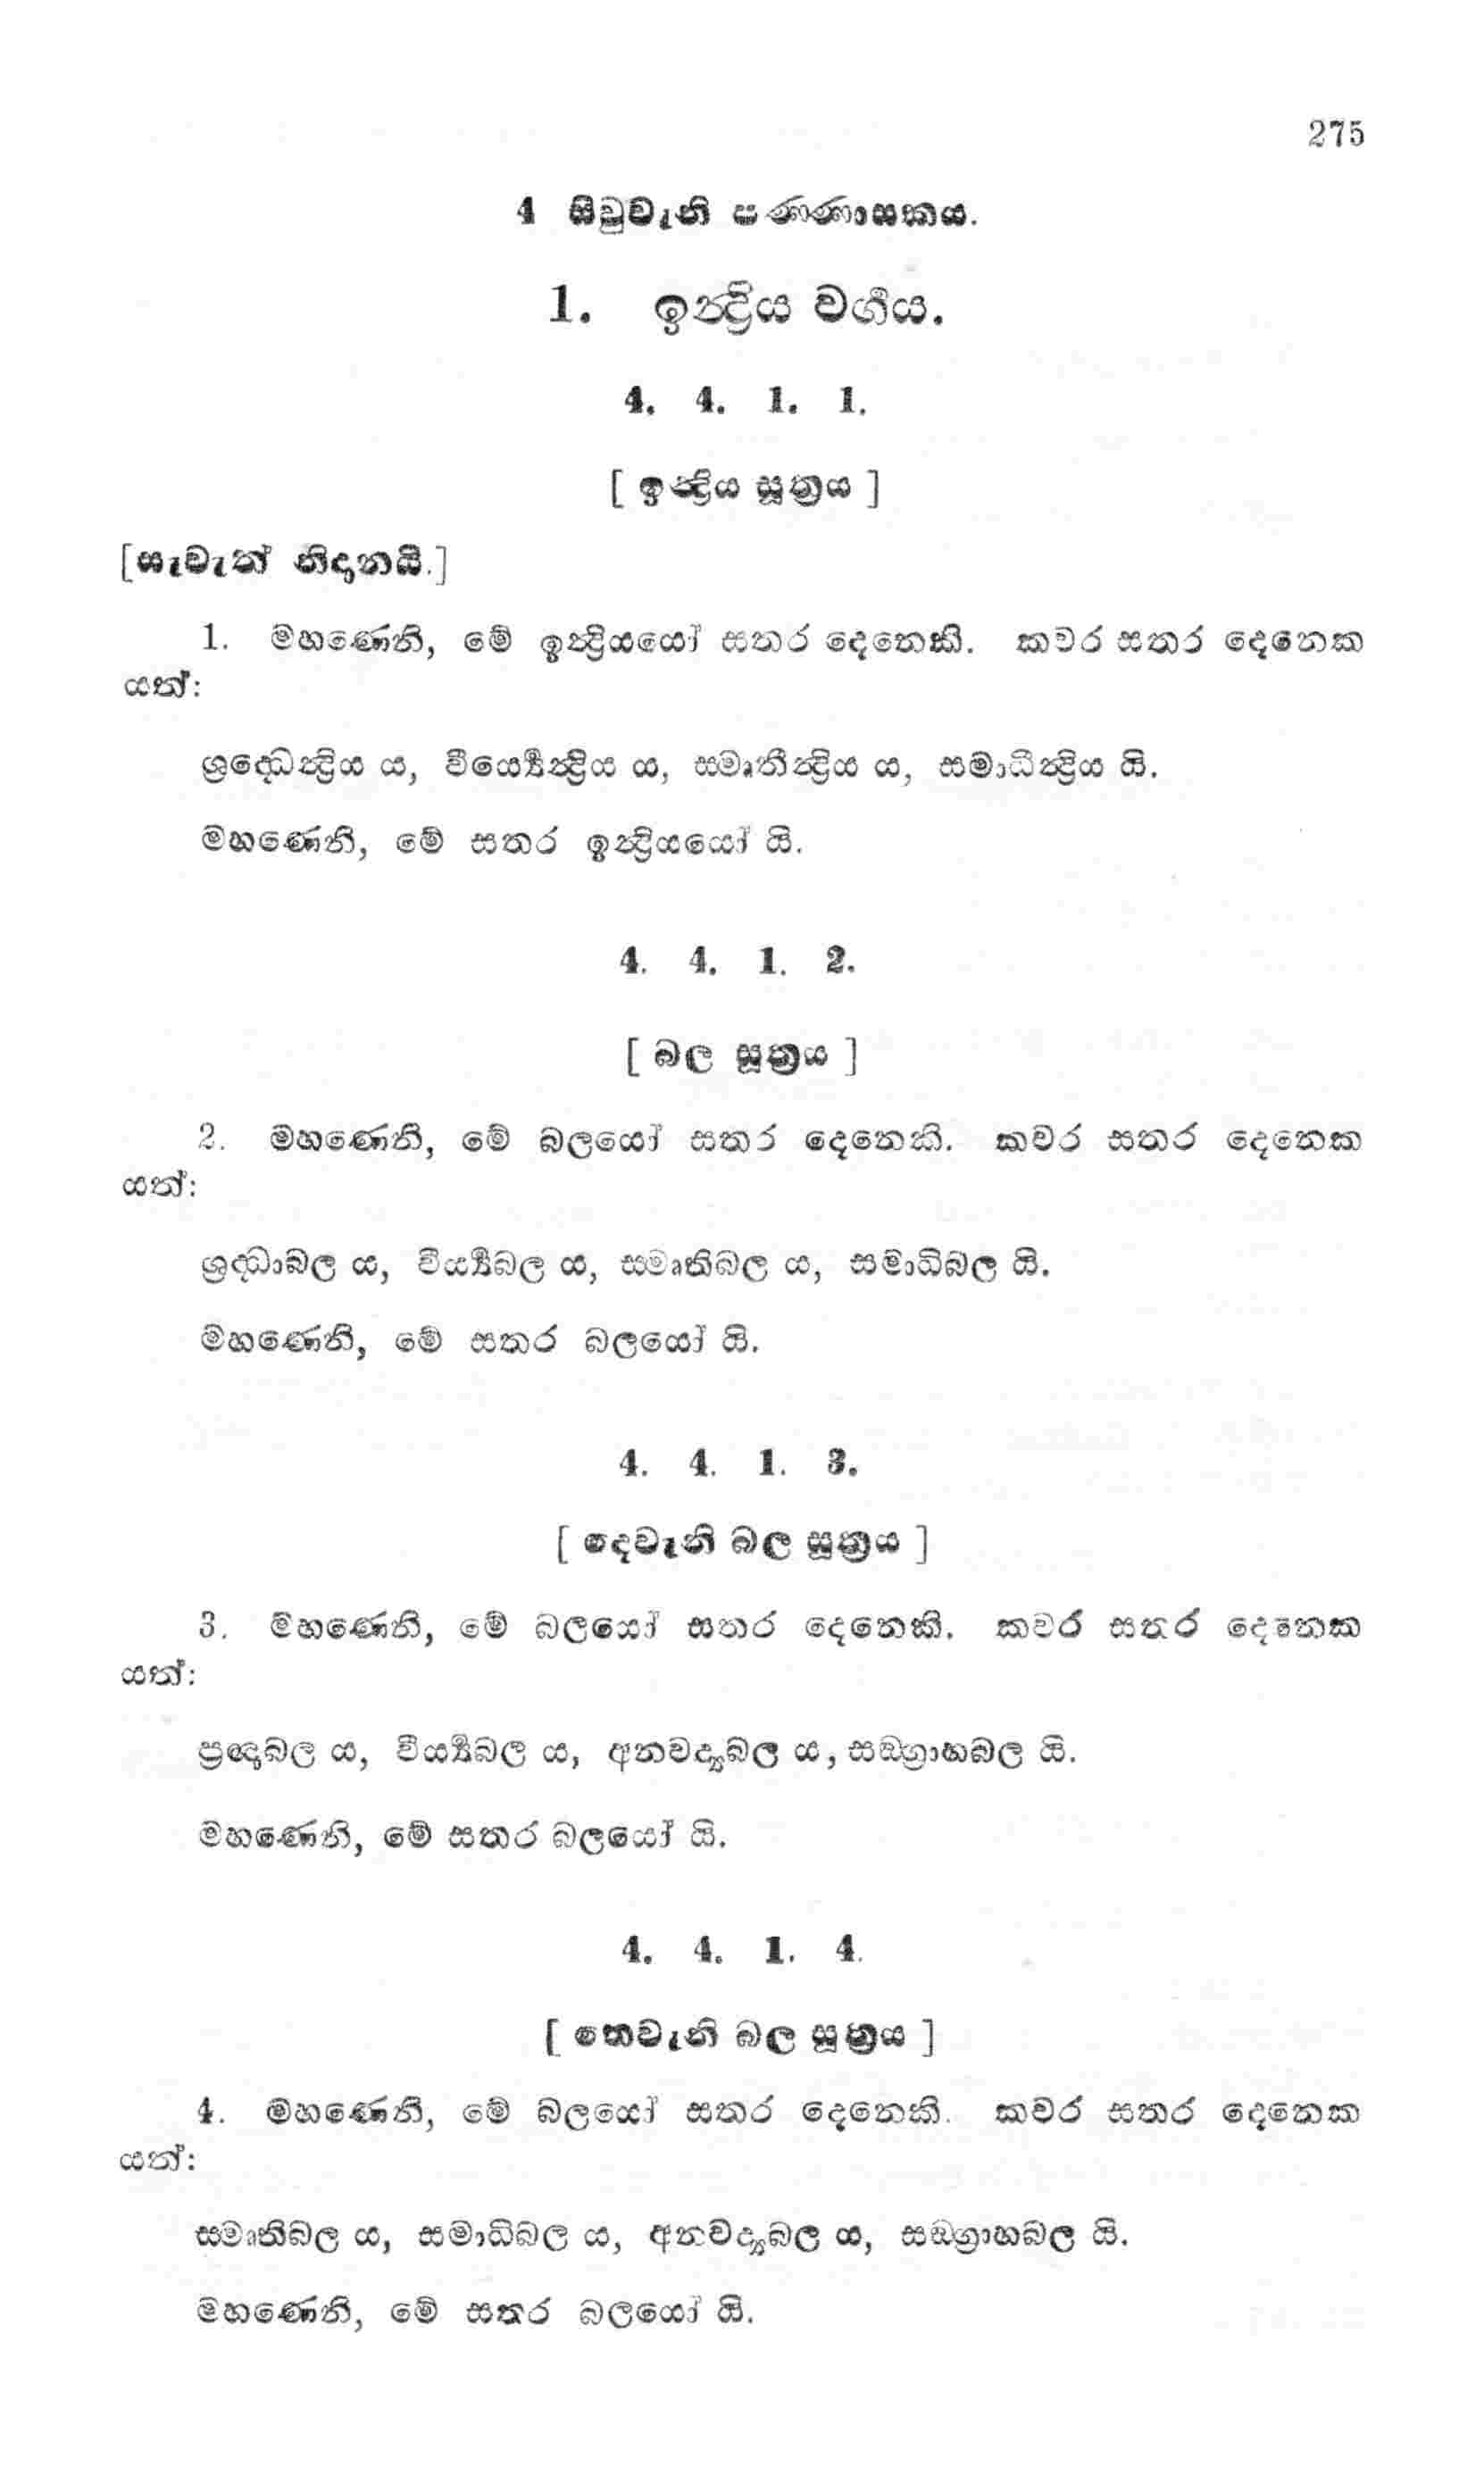 275
4 සිවුවැනි පණ්ණාසකය.
1. ඉන්ද්‍රිය වර්‍ගය.
4. 4. 1. 1.
[ ඉන්ද්‍රිය සූත්‍රය ]
[සැවැත් නිදානයි.]
1. මහණෙනි, මේ ඉන්ද්‍රියයෝ සතර දෙනෙකි. කවර සතර දෙනෙක
යත්:
ශ්‍රද්ධෙන්ද්‍රිය ය, වීර්‍ය්‍යෙන්ද්‍රිය ය, සමෘතීන්ද්‍රිය ය, සමාධීන්ද්‍රිය යි.
මහණෙනි, මේ සතර ඉන්ද්‍රියයෝ යි.
4. 4. 1. 2.
[ බල සූත්‍රය ]
2. මහණෙනි, මේ බලයෝ සතර දෙනෙකි. කවර සතර දෙනෙක
යත්:
ශ්‍රද්ධාබල ය, වීර්‍ය්‍යබල ය, සමෘතිබල ය, සමාධිබල යි.
මහණෙනි, මේ සතර බලයෝ යි.
4. 4. 1. 3.
[ දෙවැනි බල සූත්‍රය ]
3. මහණෙනි, මේ බලයෝ සතර දෙනෙකි. කවර සතර දෙනෙක
යත්:
ප්‍රඥාබල ය, වීර්‍ය්‍යබල ය, අනවද්‍යබල ය, සඞග්‍රාහබල යි.
මහණෙනි, මේ සතර බලයෝ යි.
4. 4. 1. 4.
[ තෙවැනි බල සූත්‍රය ]
4. මහණෙනි, මේ බලයෝ සතර දෙනෙකි. කවර සතර දෙනෙක
යත්:
සමෘතිබල ය, සමාධිබල ය, අනවද්‍යබල ය, සඞග්‍රාහබල යි.
මහණෙනි, මේ සතර බලයෝ යි.